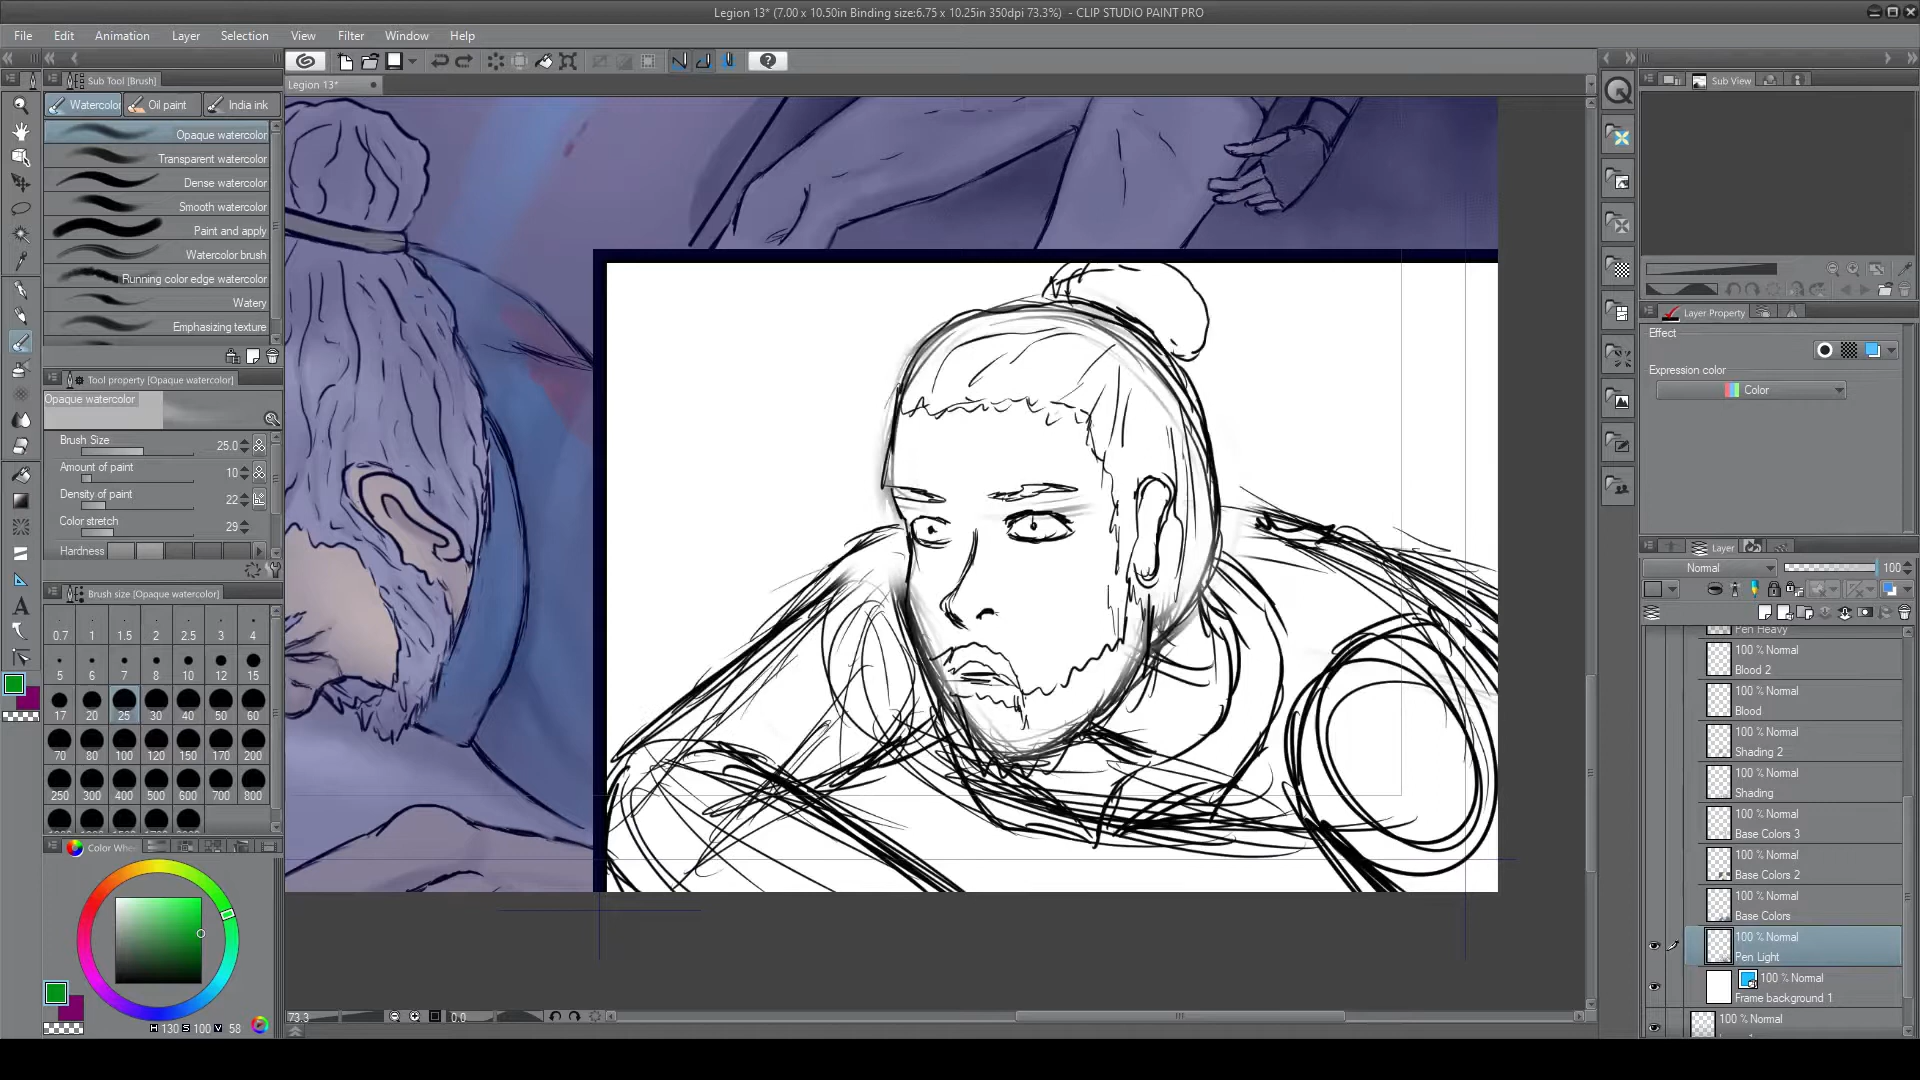 Legion 13* (7.00 x 10.50in Binding size:6.75 x 10.25in 350dpi 73.3%)  - CLIP STUDIO PAINT PRO
File Edit Animation Layer Selection View Filter Window Help
Sub Tool [Brush]
Legion 13*
Sub View
Watercolor Oil paint India ink
Opaque watercolor
Transparent watercolor
Dense watercolor
Smooth watercolor
Paint and apply
Watercolor brush
Running color edge watercolor
Watery
Emphasizing texture
Tool property [Opaque watercolor]
Opaque watercolor
Brush Size 25.0
Amount of paint 10
Density of paint 22
Color stretch 29
Hardness
Brush size [Opaque watercolor]
0.7 1 1.5 2 2.5 3 4
5 6 7 8 10 12 15
17 20 25 30 40 50 60
70 80 100 120 150 170 200
250 300 400 500 600 700 800
Color Whe
H 130 S 100 V 58
73.3 0.0
Layer Property
Effect
Expression color
Color
Layer
Normal 100
Pen Heavy
100 % Normal
Blood 2
100 % Normal
Blood
100 % Normal
Shading 2
100 % Normal
Shading
100 % Normal
Base Colors 3
100 % Normal
Base Colors 2
100 % Normal
Base Colors
100 % Normal
Pen Light
100 % Normal
Frame background 1
100 % Normal